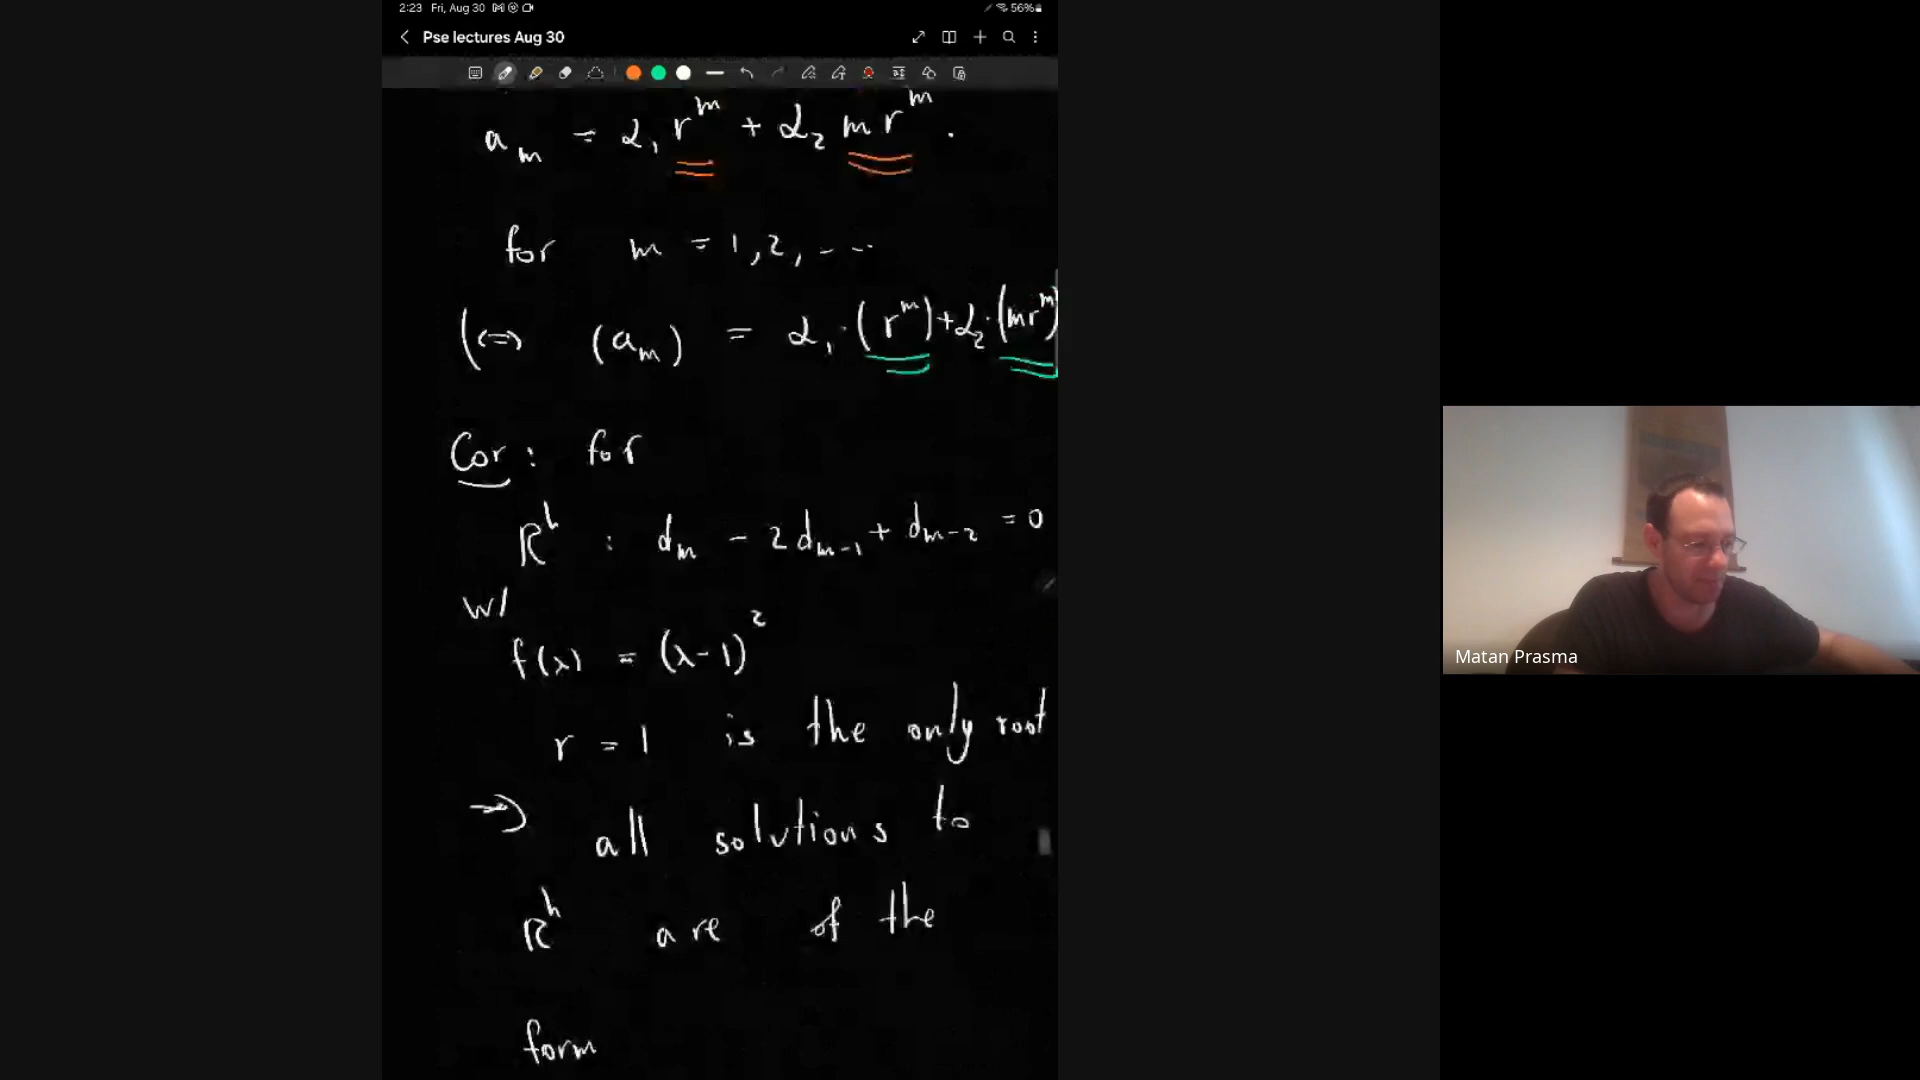 2:23 Fri, Aug 30
56%
Pse lectures Aug 30
a_m = α_1 r^m + α_2 m r^m .
for m = 1, 2, - - ..
(⇔ (a_m) = α_1 · (r^m) + α_2 · (m r^m)
Cor : for
R^h : d_m - 2d_{m-1} + d_{m-2} = 0
w/
f(λ) = (λ-1)^2
r = 1 is the only root
⇒ all solutions to
R^h are of the
form
Matan Prasma